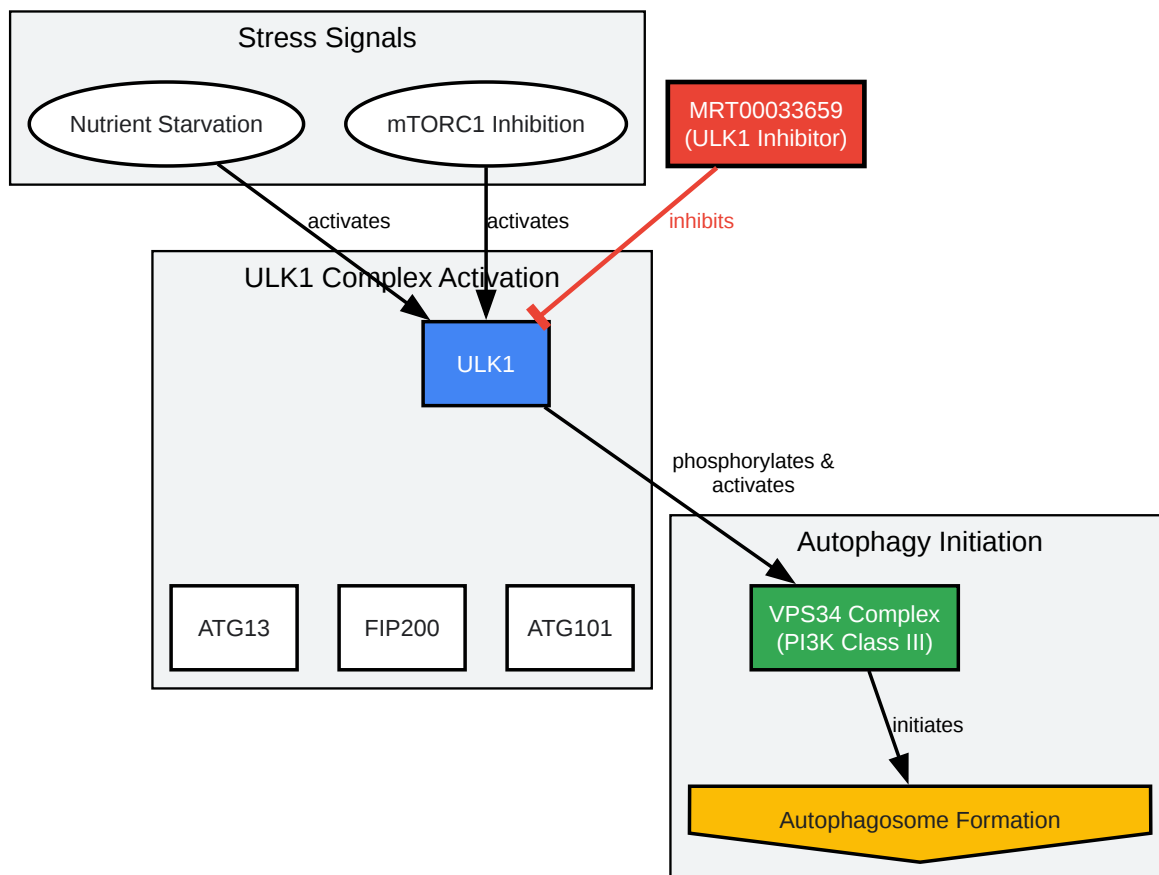 Stress Signals
Nutrient Starvation
mTORC1 Inhibition
MRT00033659
(ULK1 Inhibitor)
activates
activates
inhibits
ULK1 Complex Activation
ULK1
phosphorylates &
activates
ATG13
FIP200
ATG101
Autophagy Initiation
VPS34 Complex
(PI3K Class III)
initiates
Autophagosome Formation